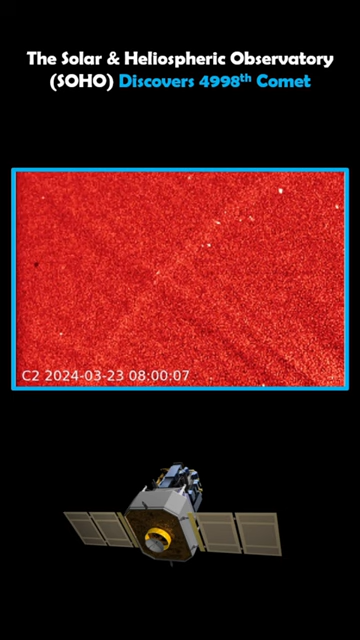 The Solar & Heliospheric Observatory
(SOHO) Discovers 4998th Comet
C2 2024-03-23 08:00:07